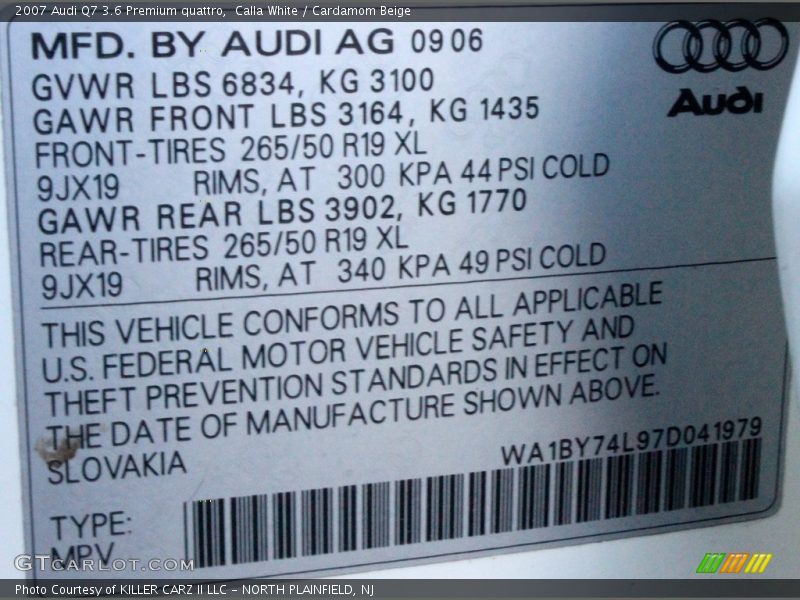 2007 Audi Q7 3.6 Premium quattro,  Calla White / Cardamom Beige
MFD. BY AUDI AG 09 06
GVWR LBS 6834, KG 3100
GAWR FRONT LBS 3164, KG 1435
FRONT-TIRES 265/50 R19 XL
9JX19 RIMS, AT 300 KPA 44 PSI COLD
GAWR REAR LBS 3902, KG 1770
REAR-TIRES 265/50 R19 XL
9JX19 RIMS, AT 340 KPA 49 PSI COLD
Audi
THIS VEHICLE CONFORMS TO ALL APPLICABLE
U.S. FEDERAL MOTOR VEHICLE SAFETY AND
THEFT PREVENTION STANDARDS IN EFFECT ON
THE DATE OF MANUFACTURE SHOWN ABOVE.
SLOVAKIA
WA1BY74L97D041979
TYPE:
MPV
GTCarLot.com
Photo Courtesy of KILLER CARZ II LLC - NORTH PLAINFIELD, NJ